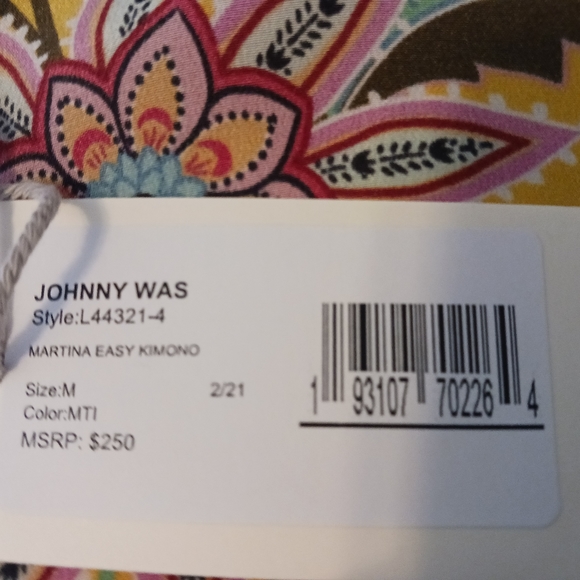 JOHNNY WAS
Style:L44321-4
MARTINA EASY KIMONO
Size:M 2/21
Color:MTI
MSRP: $250
1 93107 70226 4